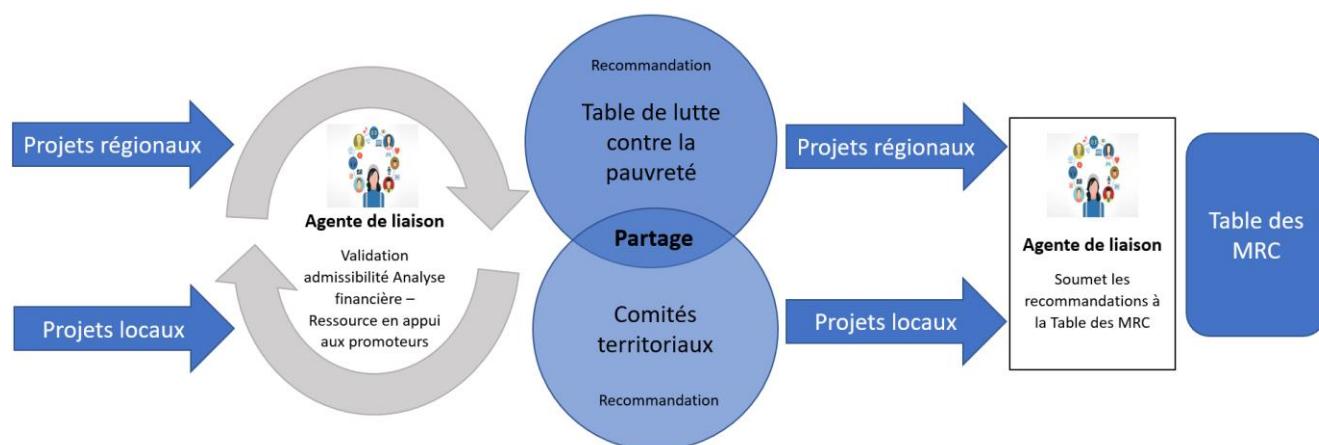 Projets régionaux
Projets locaux
Agente de liaison
Validation
admissibilité Analyse
financière –
Ressource en appui
aux promoteurs
Recommandation
Table de lutte
contre la
pauvreté
Partage
Comités
territoriaux
Recommandation
Projets régionaux
Projets locaux
Agente de liaison
Soumet les
recommandations à
la Table des MRC
Table des
MRC